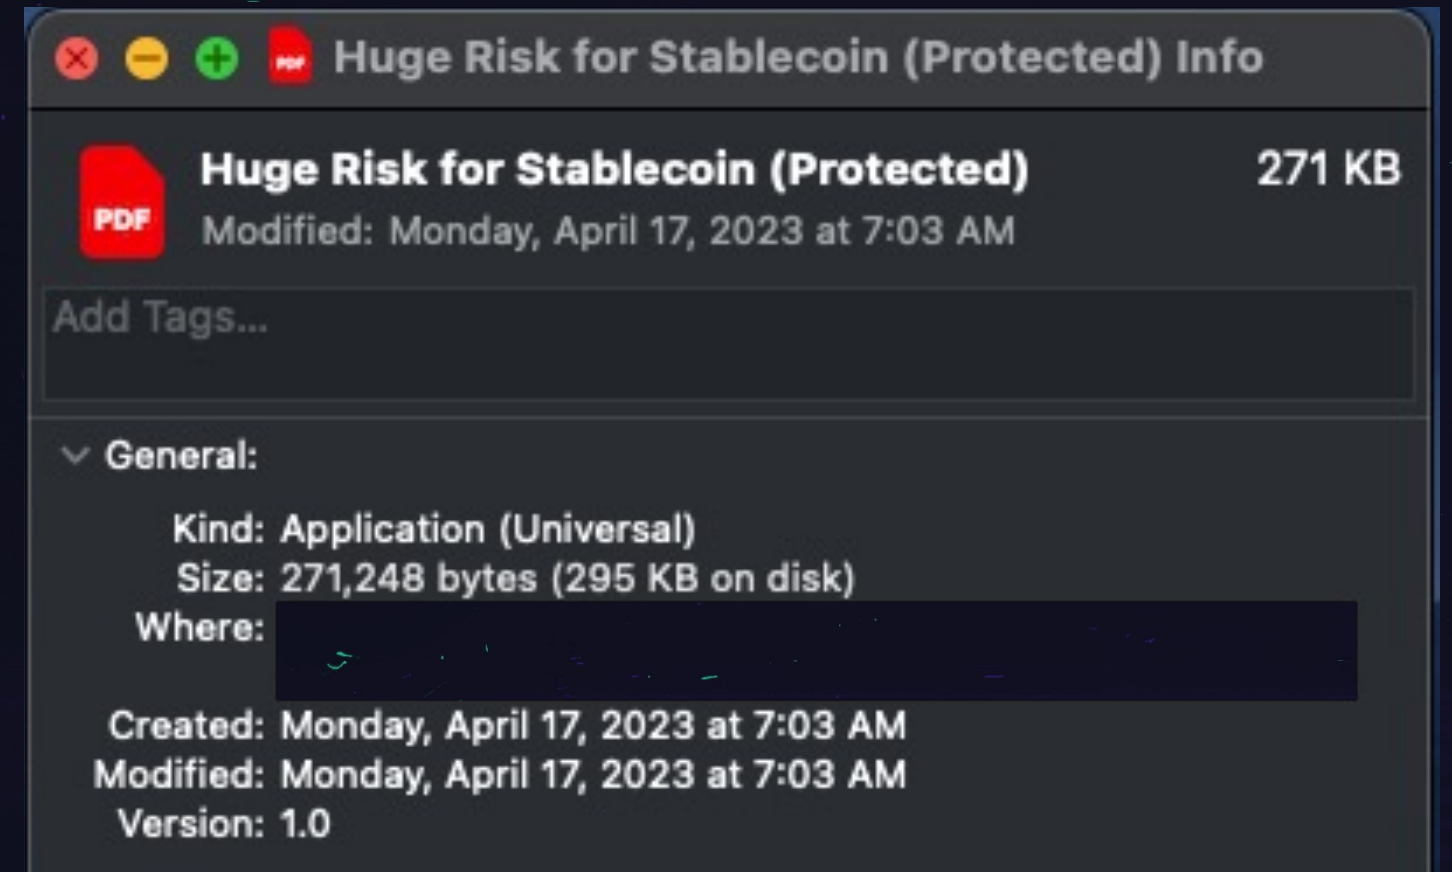 PDF Huge Risk for Stablecoin (Protected) Info
Huge Risk for Stablecoin (Protected) 271 KB
PDF Modified: Monday, April 17, 2023 at 7:03 AM
Add Tags...
General:
Kind: Application (Universal)
Size: 271,248 bytes (295 KB on disk)
Where:
Created: Monday, April 17, 2023 at 7:03 AM
Modified: Monday, April 17, 2023 at 7:03 AM
Version: 1.0